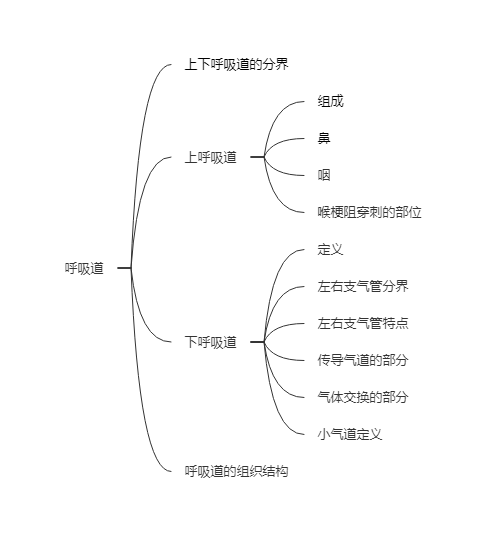 呼吸道
上下呼吸道的分界
上呼吸道
组成
鼻
咽
喉梗阻穿刺的部位
下呼吸道
定义
左右支气管分界
左右支气管特点
传导气道的部分
气体交换的部分
小气道定义
呼吸道的组织结构